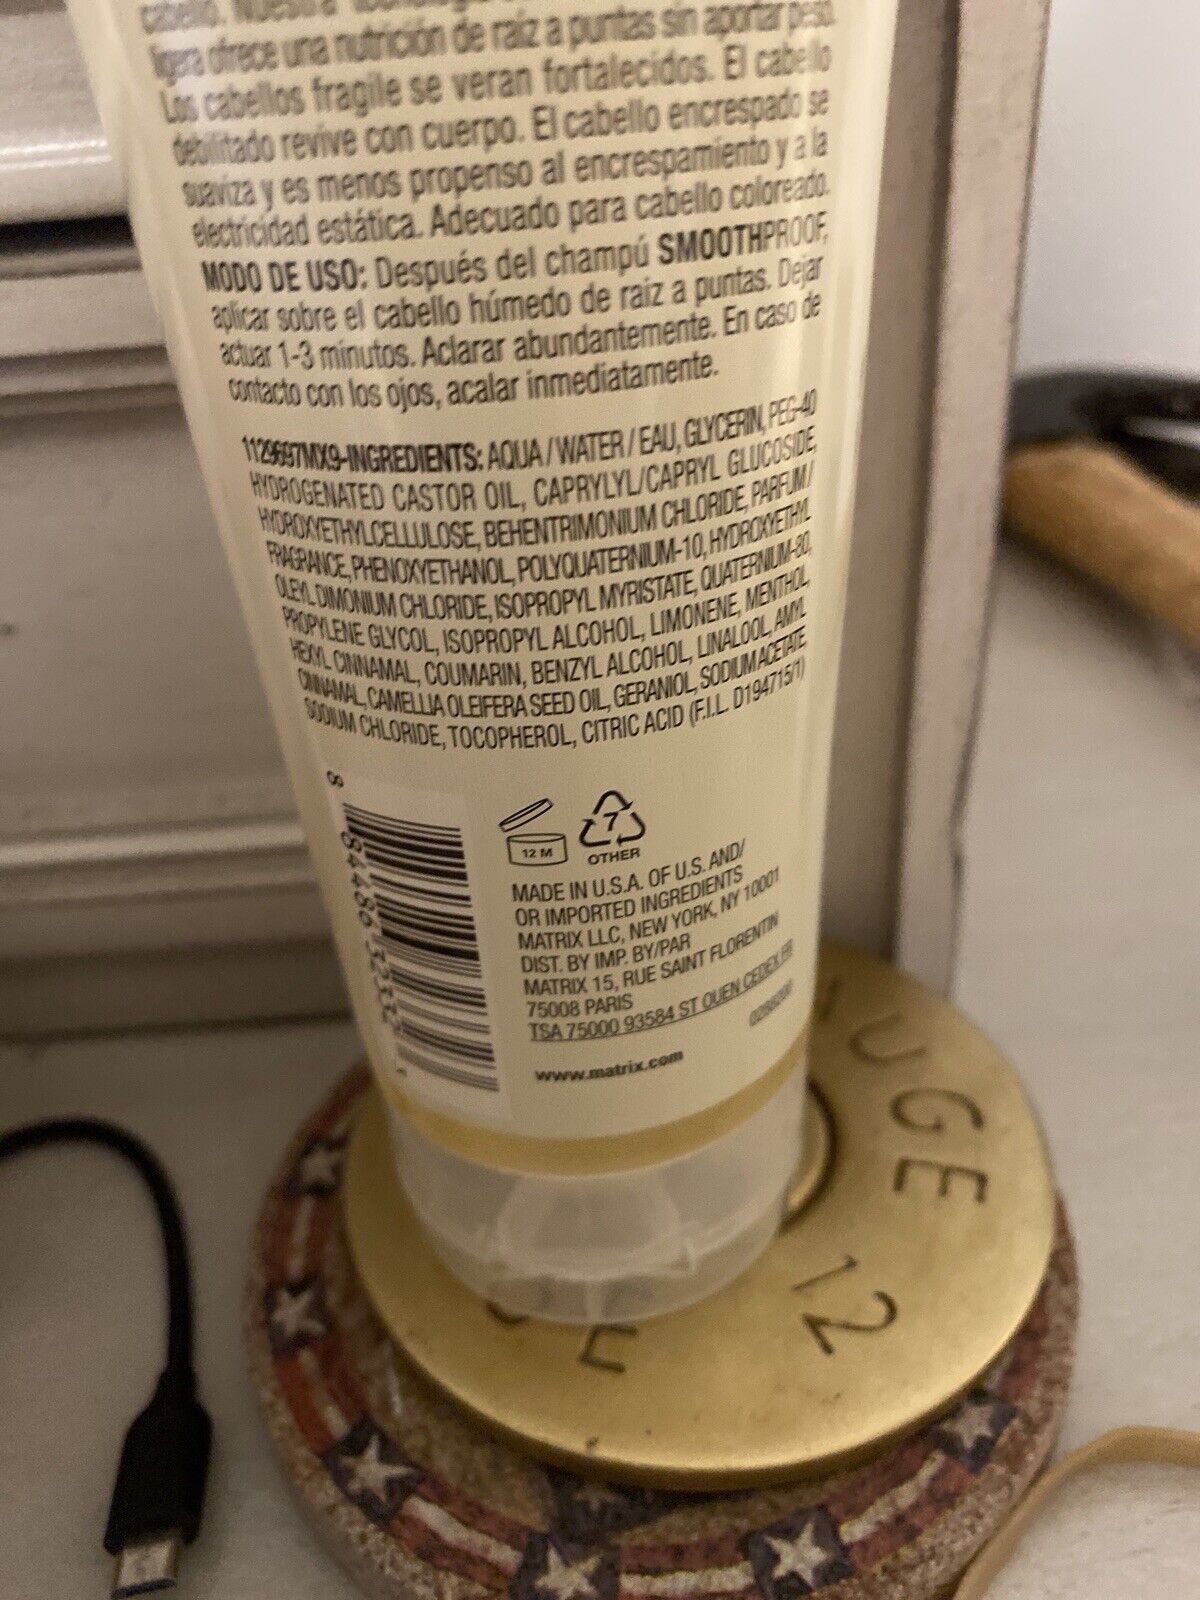 cabello. Nuestra
ligera ofrece una nutrición de raiz a puntas sin aportar peso.
Los cabellos fragile se veran fortalecidos. El cabello
debilitado revive con cuerpo. El cabello encrespado se
suaviza y es menos propenso al encrespamiento y a la
electricidad estática. Adecuado para cabello coloreado.
MODO DE USO: Después del champú SMOOTHPROOF,
aplicar sobre el cabello húmedo de raiz a puntas. Dejar
actuar 1-3 minutos. Aclarar abundantemente. En caso de
contacto con los ojos, acalar inmediatamente.
1129697MX9-INGREDIENTS: AQUA / WATER / EAU, GLYCERIN, PEG-40
HYDROGENATED CASTOR OIL, CAPRYLYL/CAPRYL GLUCOSIDE,
HYDROXYETHYLCELLULOSE, BEHENTRIMONIUM CHLORIDE, PARFUM /
FRAGRANCE, PHENOXYETHANOL, POLYQUATERNIUM-10, HYDROXYETHYL
OLEYL DIMONIUM CHLORIDE, ISOPROPYL MYRISTATE, QUATERNIUM-80,
PROPYLENE GLYCOL, ISOPROPYL ALCOHOL, LIMONENE, MENTHOL,
HEXYL CINNAMAL, COUMARIN, BENZYL ALCOHOL, LINALOOL, AMYL
CINNAMAL, CAMELLIA OLEIFERA SEED OIL, GERANIOL, SODIUM ACETATE,
SODIUM CHLORIDE, TOCOPHEROL, CITRIC ACID (F.I.L. D194715/1)
12 M
7
OTHER
MADE IN U.S.A. OF U.S. AND/
OR IMPORTED INGREDIENTS
MATRIX LLC, NEW YORK, NY 10001
DIST. BY IMP. BY/PAR
MATRIX 15, RUE SAINT FLORENTIN
75008 PARIS
TSA 75000 93584 ST OUEN CEDEX FR
www.matrix.com
UGE
12